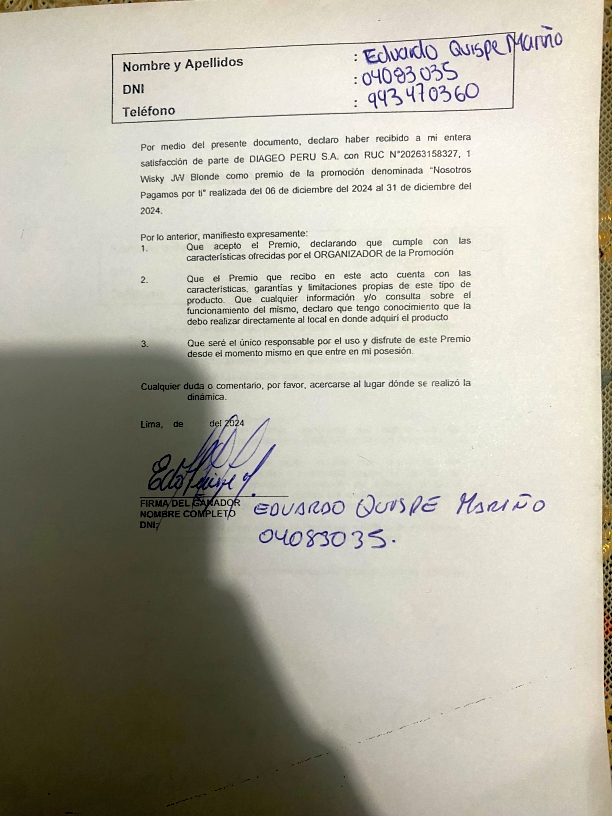 Nombre y Apellidos : Eduardo Quispe Mariño
DNI : 04083035
Teléfono : 993470360
Por medio del presente documento, declaro haber recibido a mi entera
satisfacción de parte de DIAGEO PERU S.A. con RUC N°20263158327, 1
Wisky JW Blonde como premio de la promoción denominada "Nosotros
Pagamos por ti" realizada del 06 de diciembre del 2024 al 31 de diciembre del
2024.
Por lo anterior, manifiesto expresamente:
1. Que acepto el Premio, declarando que cumple con las
características ofrecidas por el ORGANIZADOR de la Promoción
2. Que el Premio que recibo en este acto cuenta con las
características, garantías y limitaciones propias de este tipo de
producto. Que cualquier información y/o consulta sobre el
funcionamiento del mismo, declaro que tengo conocimiento que la
debo realizar directamente al local en donde adquirí el producto
3. Que seré el único responsable por el uso y disfrute de este Premio
desde el momento mismo en que entre en mi posesión.
Cualquier duda o comentario, por favor, acercarse al lugar dónde se realizó la
dinámica.
Lima, de del 2024
FIRMA DEL GANADOR
NOMBRE COMPLETO EDUARDO QUISPE MARIÑO
DNI: 04083035.